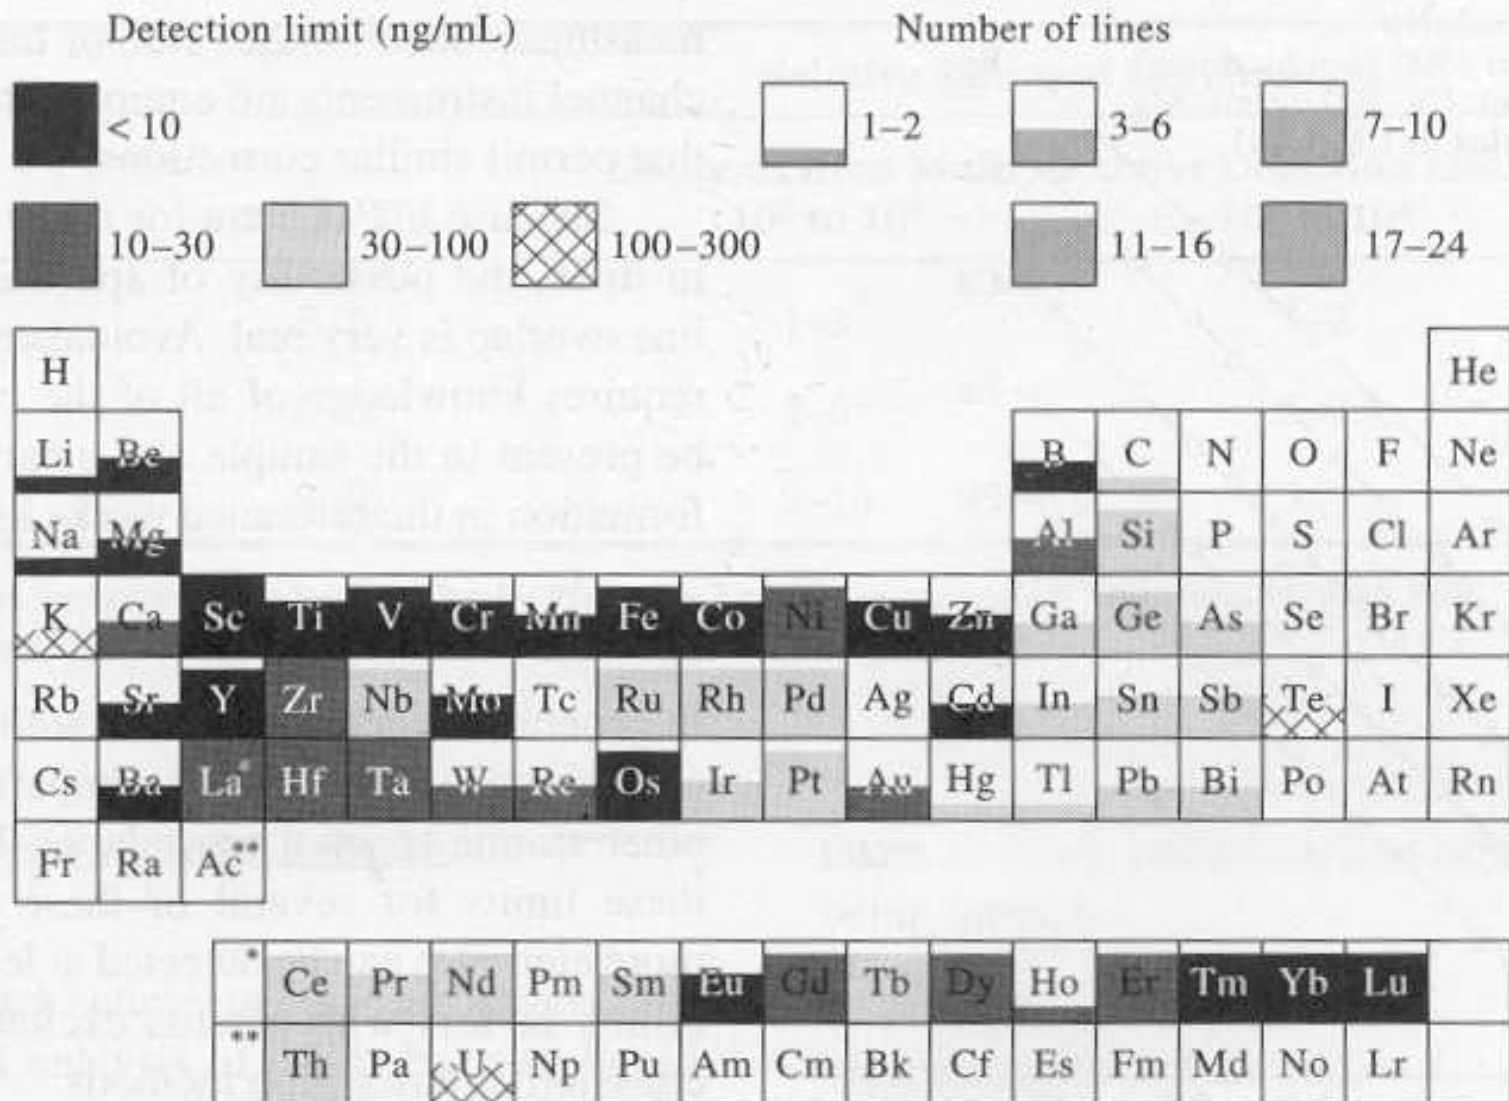 Detection limit (ng/mL) Number of lines
< 10 1–2 3–6 7–10
10–30 30–100 100–300 11–16 17–24
H He
Li Be B C N O F Ne
Na Mg Al Si P S Cl Ar
K Ca Sc Ti V Cr Mn Fe Co Ni Cu Zn Ga Ge As Se Br Kr
Rb Sr Y Zr Nb Mo Tc Ru Rh Pd Ag Cd In Sn Sb Te I Xe
Cs Ba La* Hf Ta W Re Os Ir Pt Au Hg Tl Pb Bi Po At Rn
Fr Ra Ac**
* Ce Pr Nd Pm Sm Eu Gd Tb Dy Ho Er Tm Yb Lu
** Th Pa U Np Pu Am Cm Bk Cf Es Fm Md No Lr